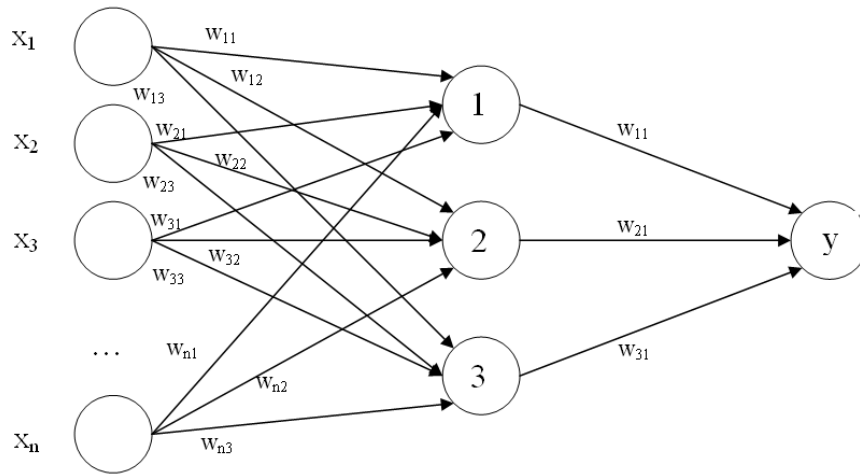 x₁
w₁₁
w₁₂
w₁₃
1
w₁₁
x₂
w₂₁
w₂₂
w₂₃
x₃
w₃₁
w₃₂
w₃₃
2
w₂₁
y
...
w₃₁
3
wₙ₁
wₙ₂
xₙ
wₙ₃